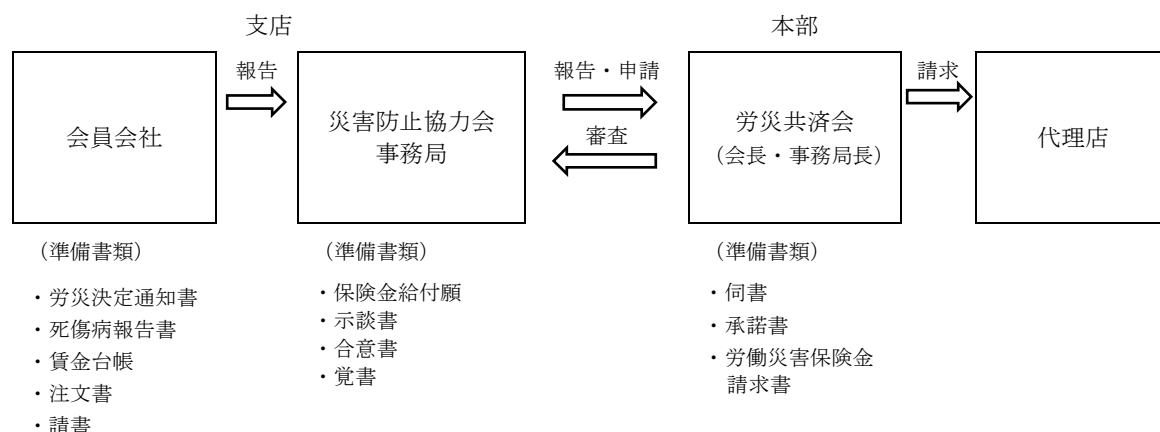 支店
本部
会員会社
報告
災害防止協力会
事務局
報告・申請
審査
労災共済会
(会長・事務局長)
請求
代理店
(準備書類)
・労災決定通知書
・死傷病報告書
・賃金台帳
・注文書
・請書
(準備書類)
・保険金給付願
・示談書
・合意書
・覚書
(準備書類)
・伺書
・承諾書
・労働災害保険金
請求書